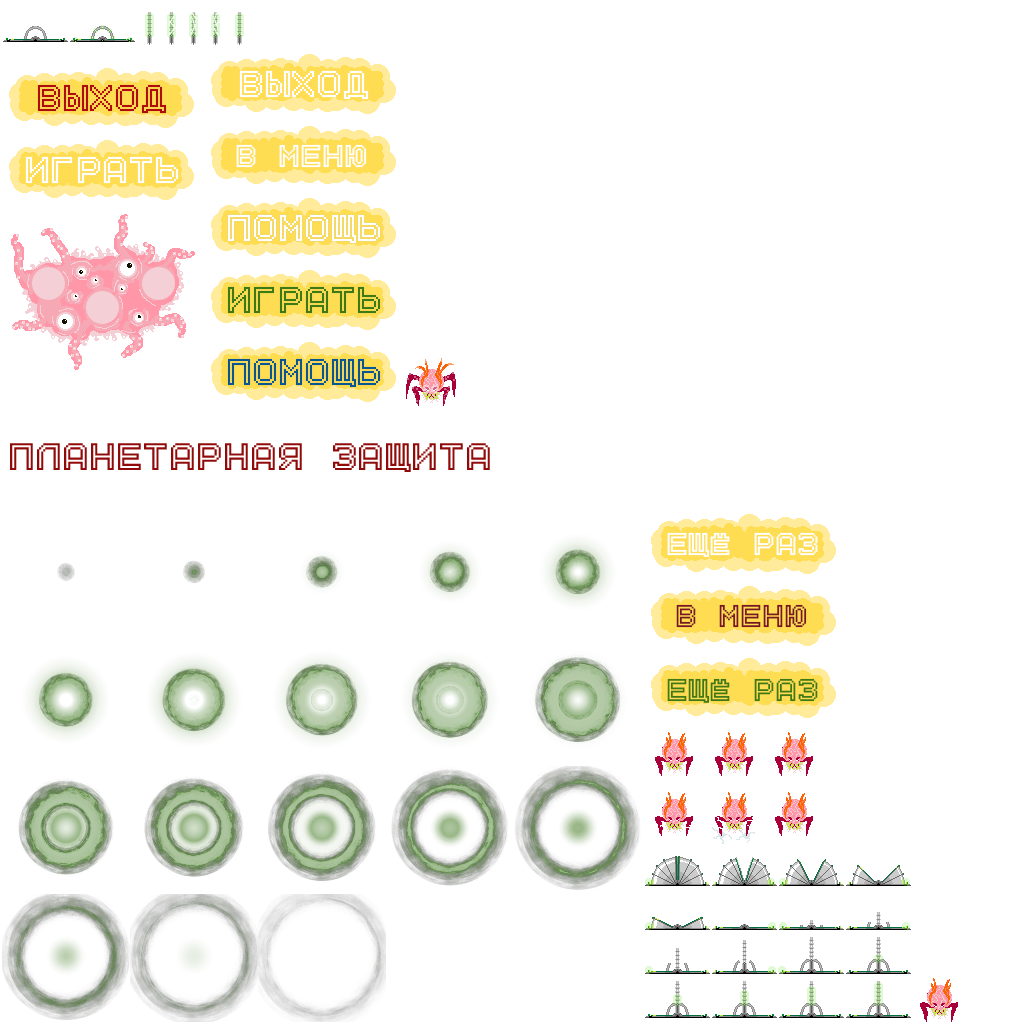 ВЫХОД
ВЫХОД
ИГРАТЬ
В МЕНЮ
ПОМОЩЬ
ИГРАТЬ
ПОМОЩЬ
ПЛАНЕТАРНАЯ ЗАЩИТА
ЕЩЁ РАЗ
В МЕНЮ
ЕЩЁ РАЗ